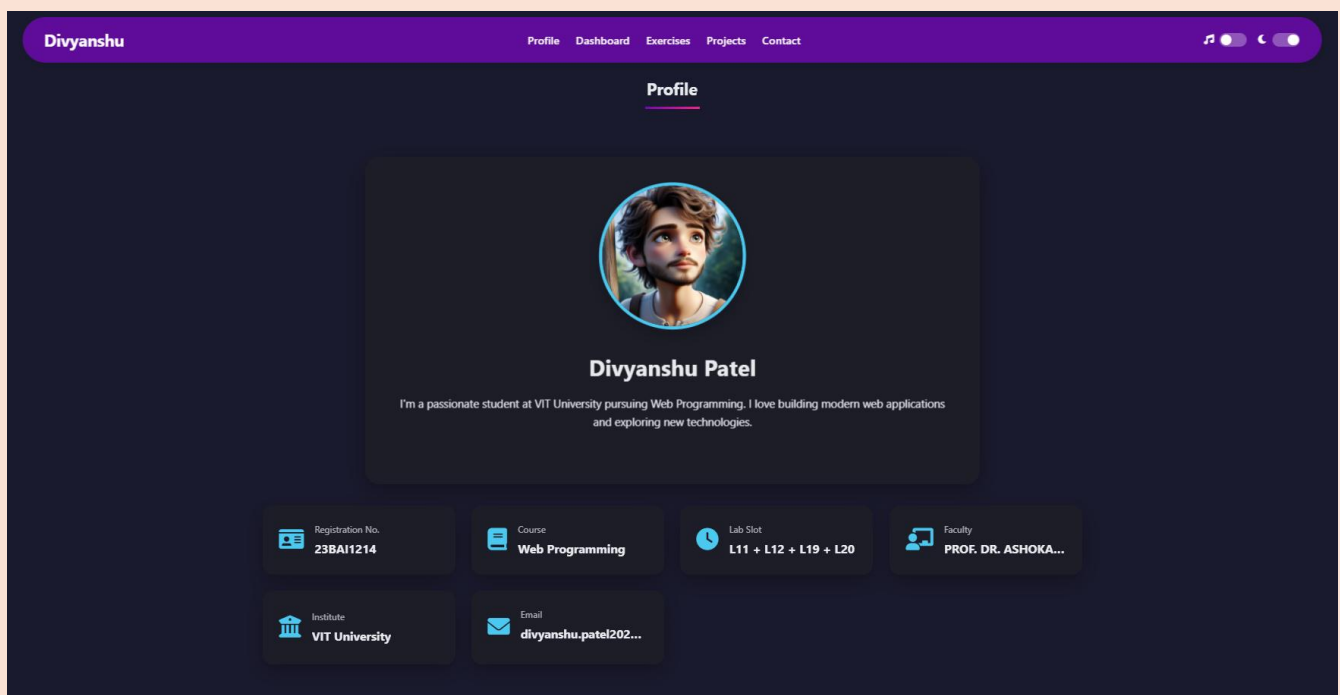 Divyanshu
Profile Dashboard Exercises Projects Contact
Profile
Divyanshu Patel
I'm a passionate student at VIT University pursuing Web Programming. I love building modern web applications
and exploring new technologies.
Registration No.
23BAI1214
Course
Web Programming
Lab Slot
L11 + L12 + L19 + L20
Faculty
PROF. DR. ASHOKA...
Institute
VIT University
Email
divyanshu.patel202...